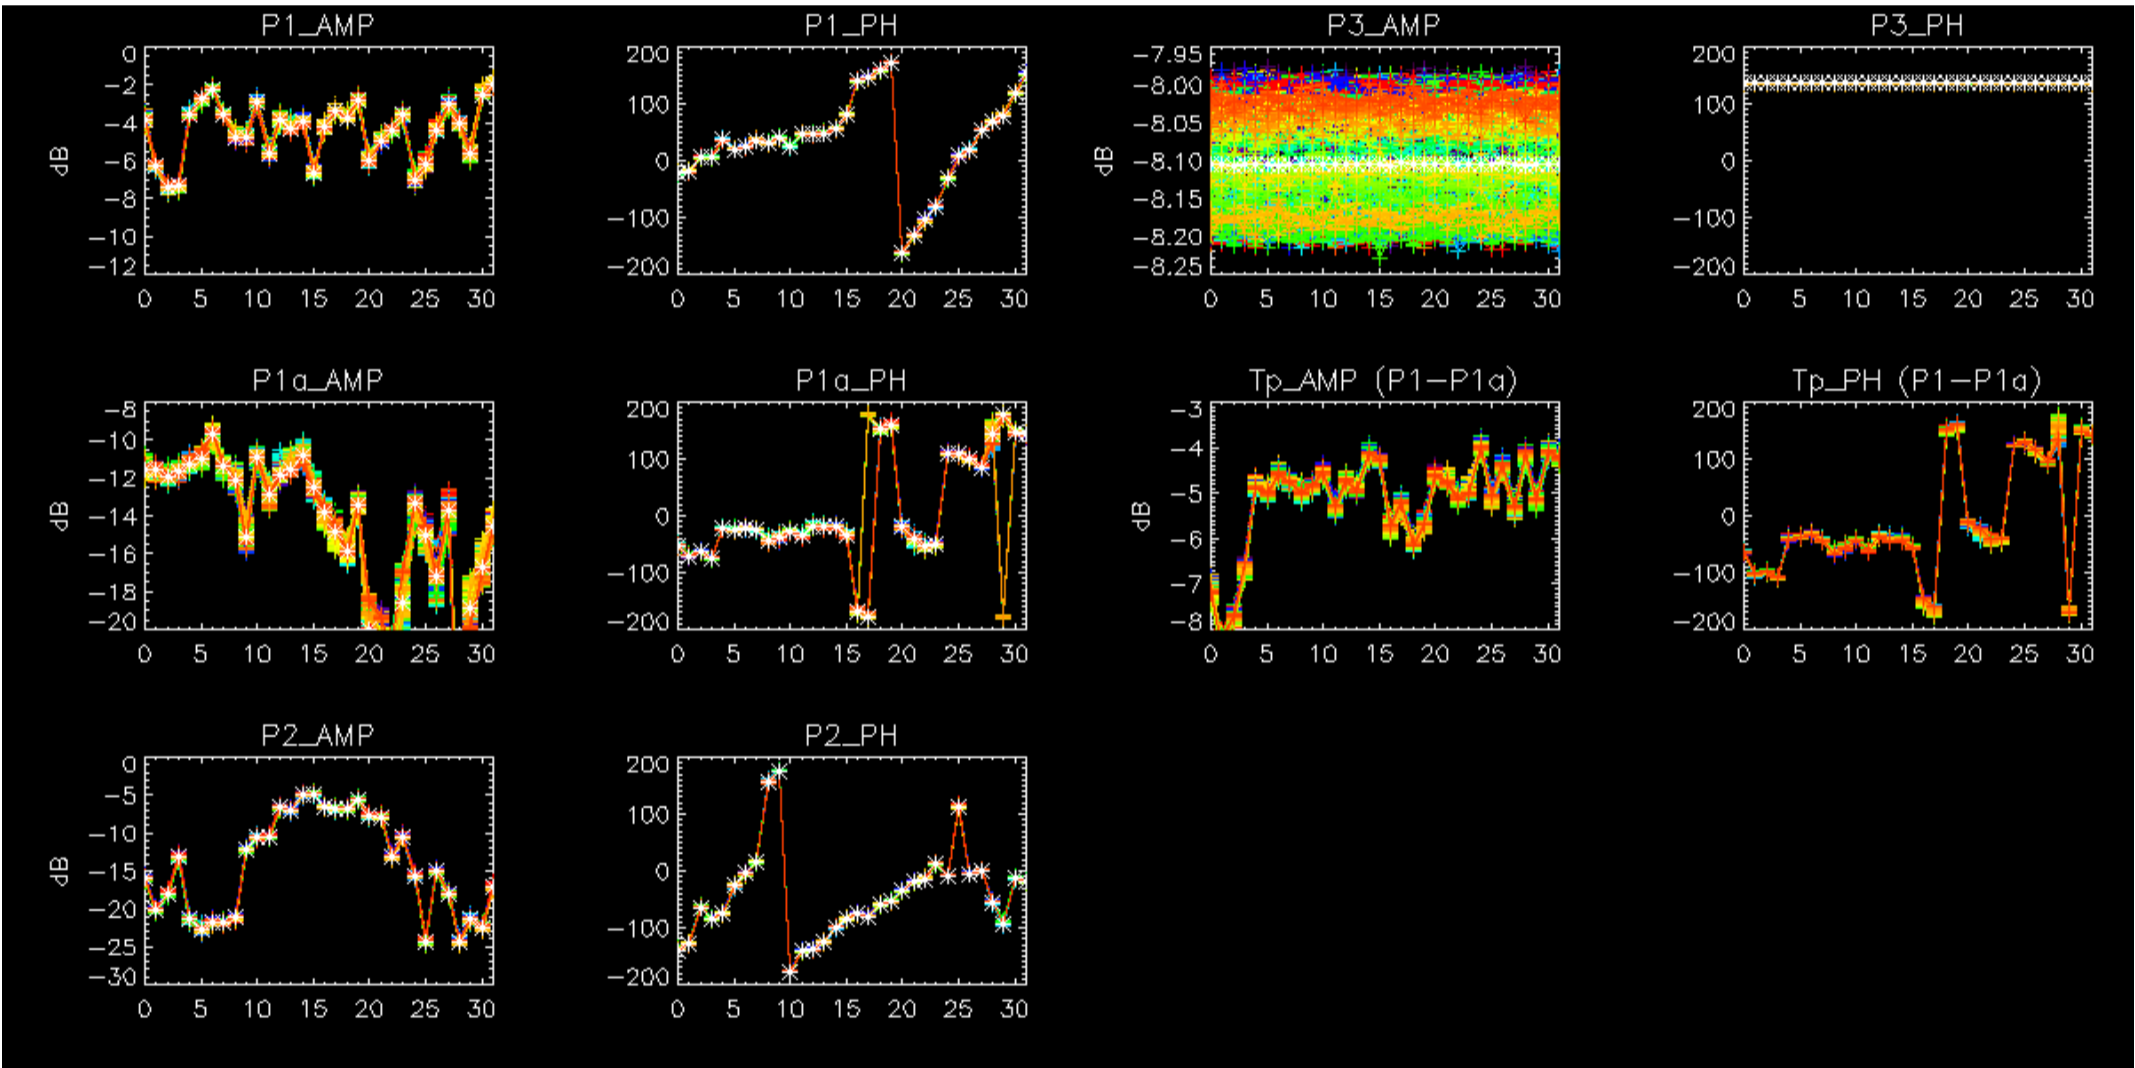 P1_AMP
0
−2
−4
−6
−8
−10
−12
dB
0 5 10 15 20 25 30
P1_PH
200
100
0
−100
−200
0 5 10 15 20 25 30
P3_AMP
−7.95
−8.00
−8.05
−8.10
−8.15
−8.20
−8.25
dB
0 5 10 15 20 25 30
P3_PH
200
100
0
−100
−200
0 5 10 15 20 25 30
P1a_AMP
−8
−10
−12
−14
−16
−18
−20
dB
0 5 10 15 20 25 30
P1a_PH
200
100
0
−100
−200
0 5 10 15 20 25 30
Tp_AMP (P1−P1a)
−3
−4
−5
−6
−7
−8
dB
0 5 10 15 20 25 30
Tp_PH (P1−P1a)
200
100
0
−100
−200
0 5 10 15 20 25 30
P2_AMP
0
−5
−10
−15
−20
−25
−30
dB
0 5 10 15 20 25 30
P2_PH
200
100
0
−100
−200
0 5 10 15 20 25 30